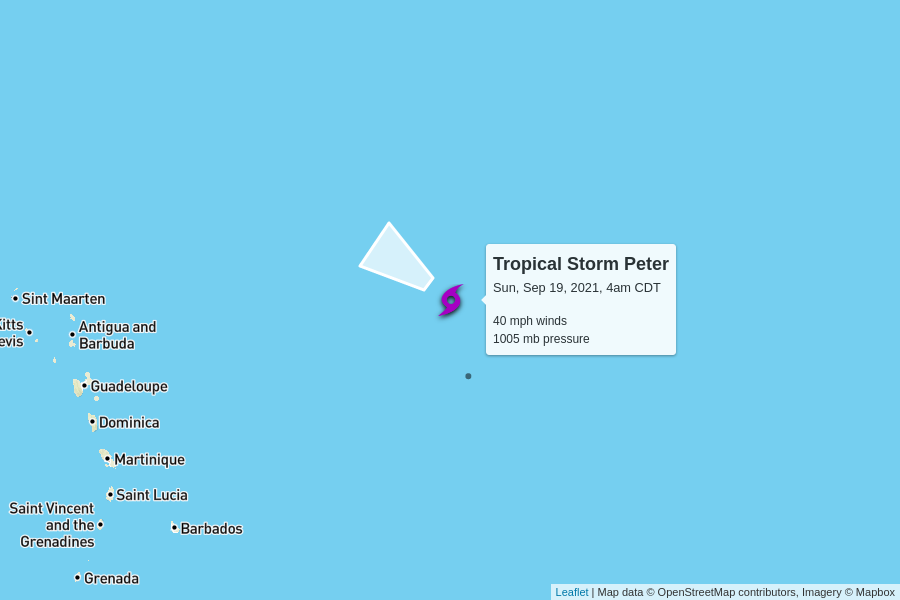 Tropical Storm Peter
Sun, Sep 19, 2021, 4am CDT
40 mph winds
1005 mb pressure
Sint Maarten
Kitts
evis
Antigua and
Barbuda
Guadeloupe
Dominica
Martinique
Saint Lucia
Saint Vincent
and the
Grenadines
Barbados
Grenada
Leaflet | Map data © OpenStreetMap contributors, Imagery © Mapbox